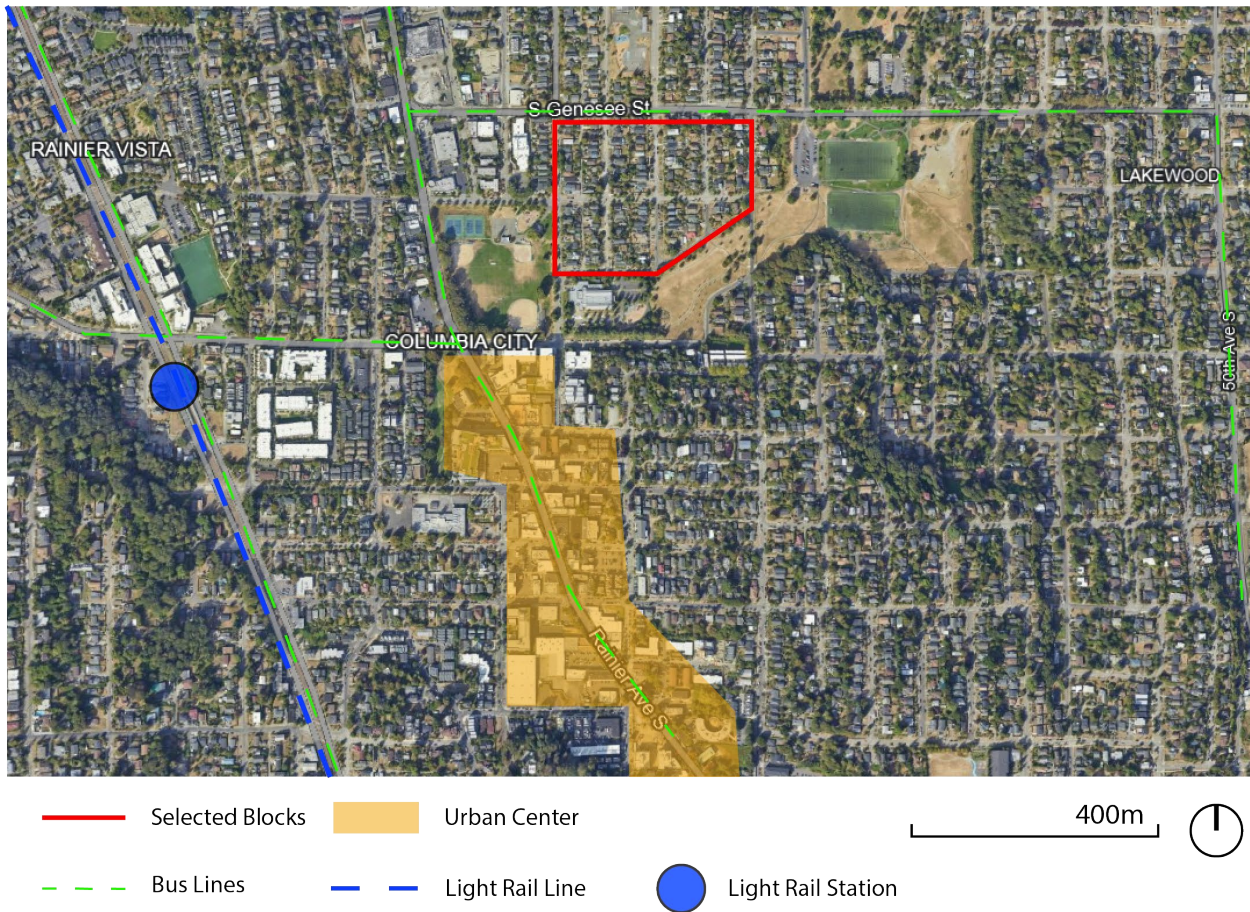 S Genesee St
RAINIER VISTA
LAKEWOOD
COLUMBIA CITY
50th Ave S
Rainier Ave S
400m
Selected Blocks
Urban Center
Bus Lines
Light Rail Line
Light Rail Station